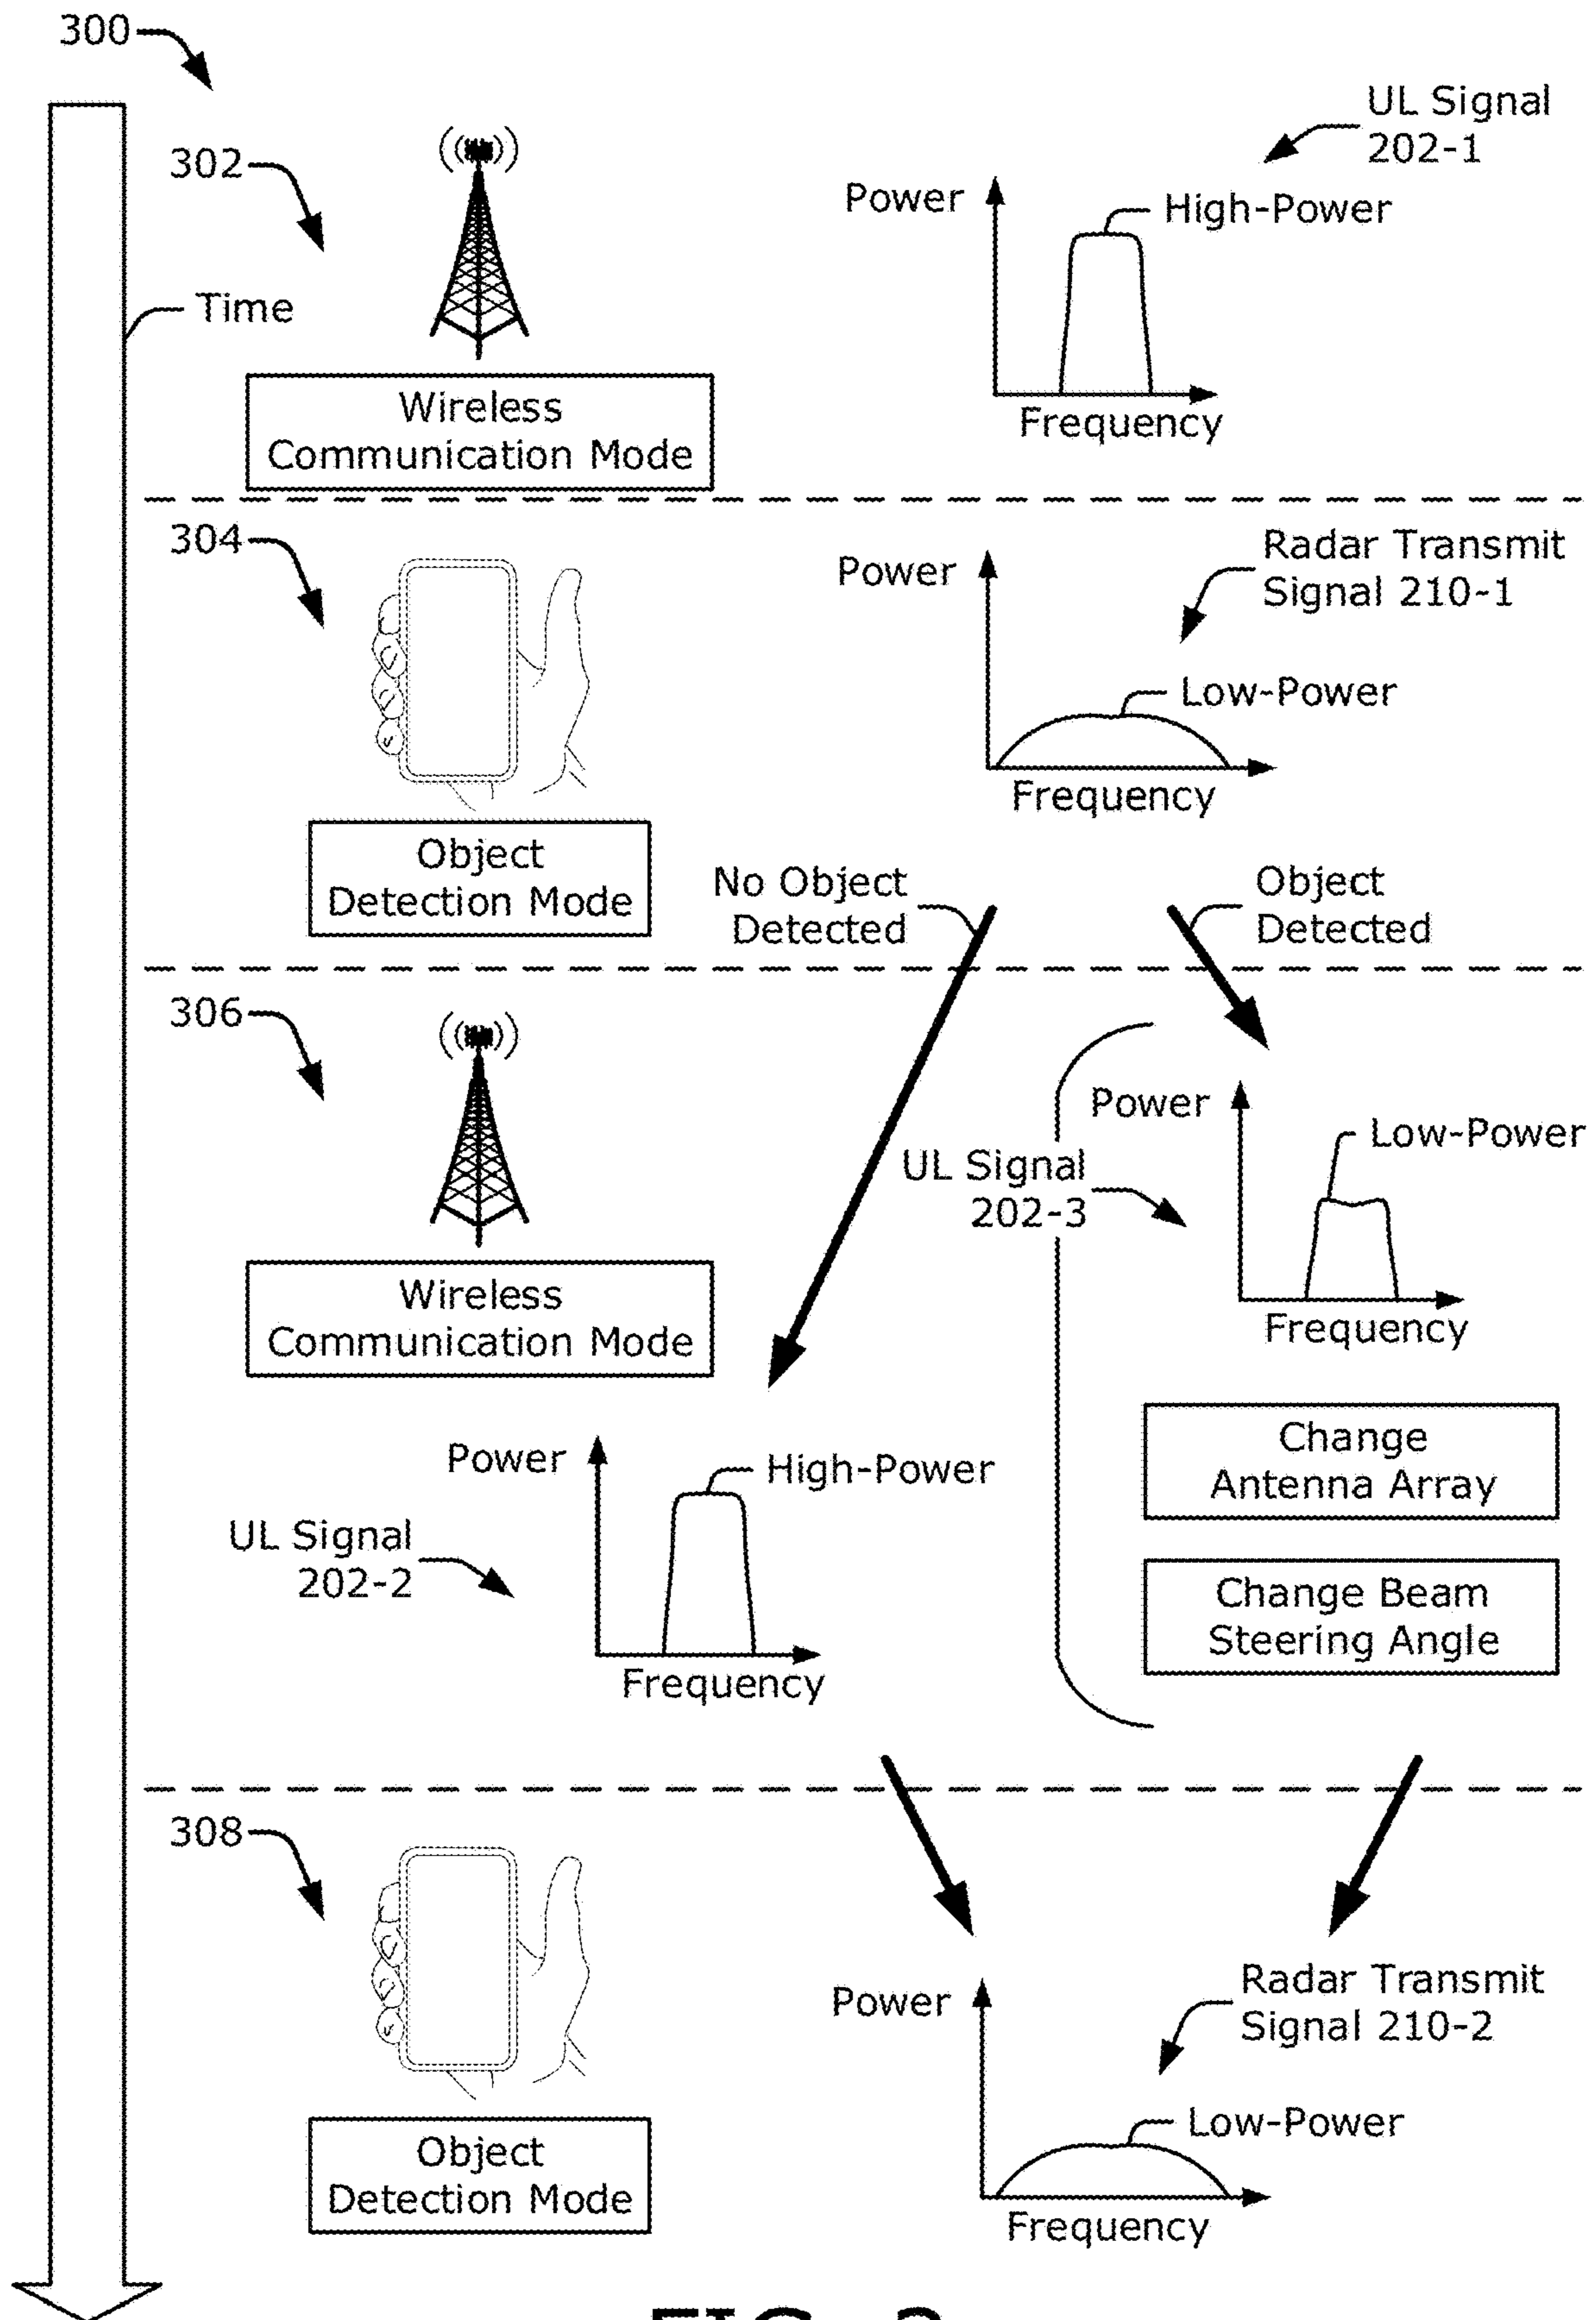 300
302
UL Signal
202-1
Power
High-Power
Time
Frequency
Wireless
Communication Mode
304
Radar Transmit
Signal 210-1
Power
Low-Power
Frequency
Object
Detection Mode
No Object
Detected
Object
Detected
306
Power
Low-Power
UL Signal
202-3
Frequency
Wireless
Communication Mode
Change
Antenna Array
Power
High-Power
UL Signal
202-2
Change Beam
Steering Angle
Frequency
308
Radar Transmit
Signal 210-2
Power
Low-Power
Frequency
Object
Detection Mode